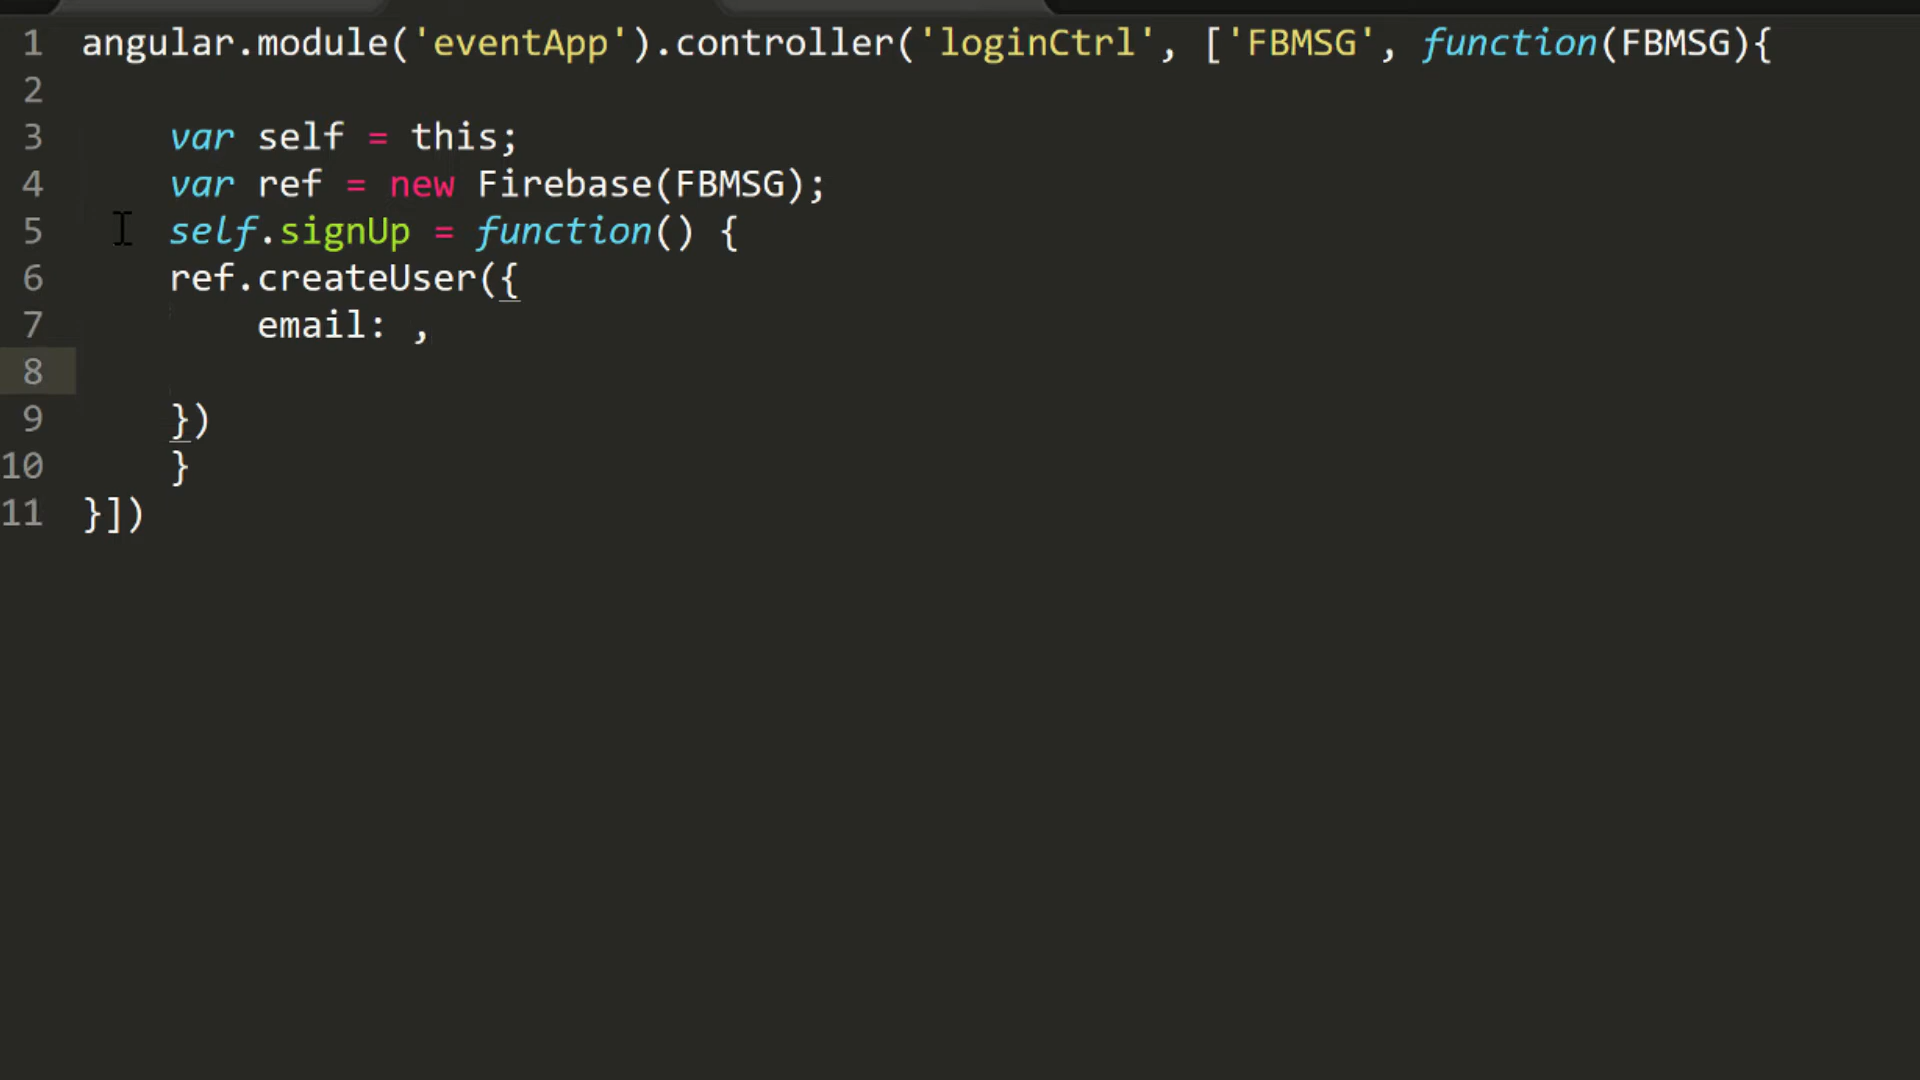 1 angular.module('eventApp').controller('loginCtrl', ['FBMSG', function(FBMSG){
2
3 var self = this;
4 var ref = new Firebase(FBMSG);
5 self.signUp = function() {
6 ref.createUser({
7 email: ,
8
9 })
10 }
11 }])